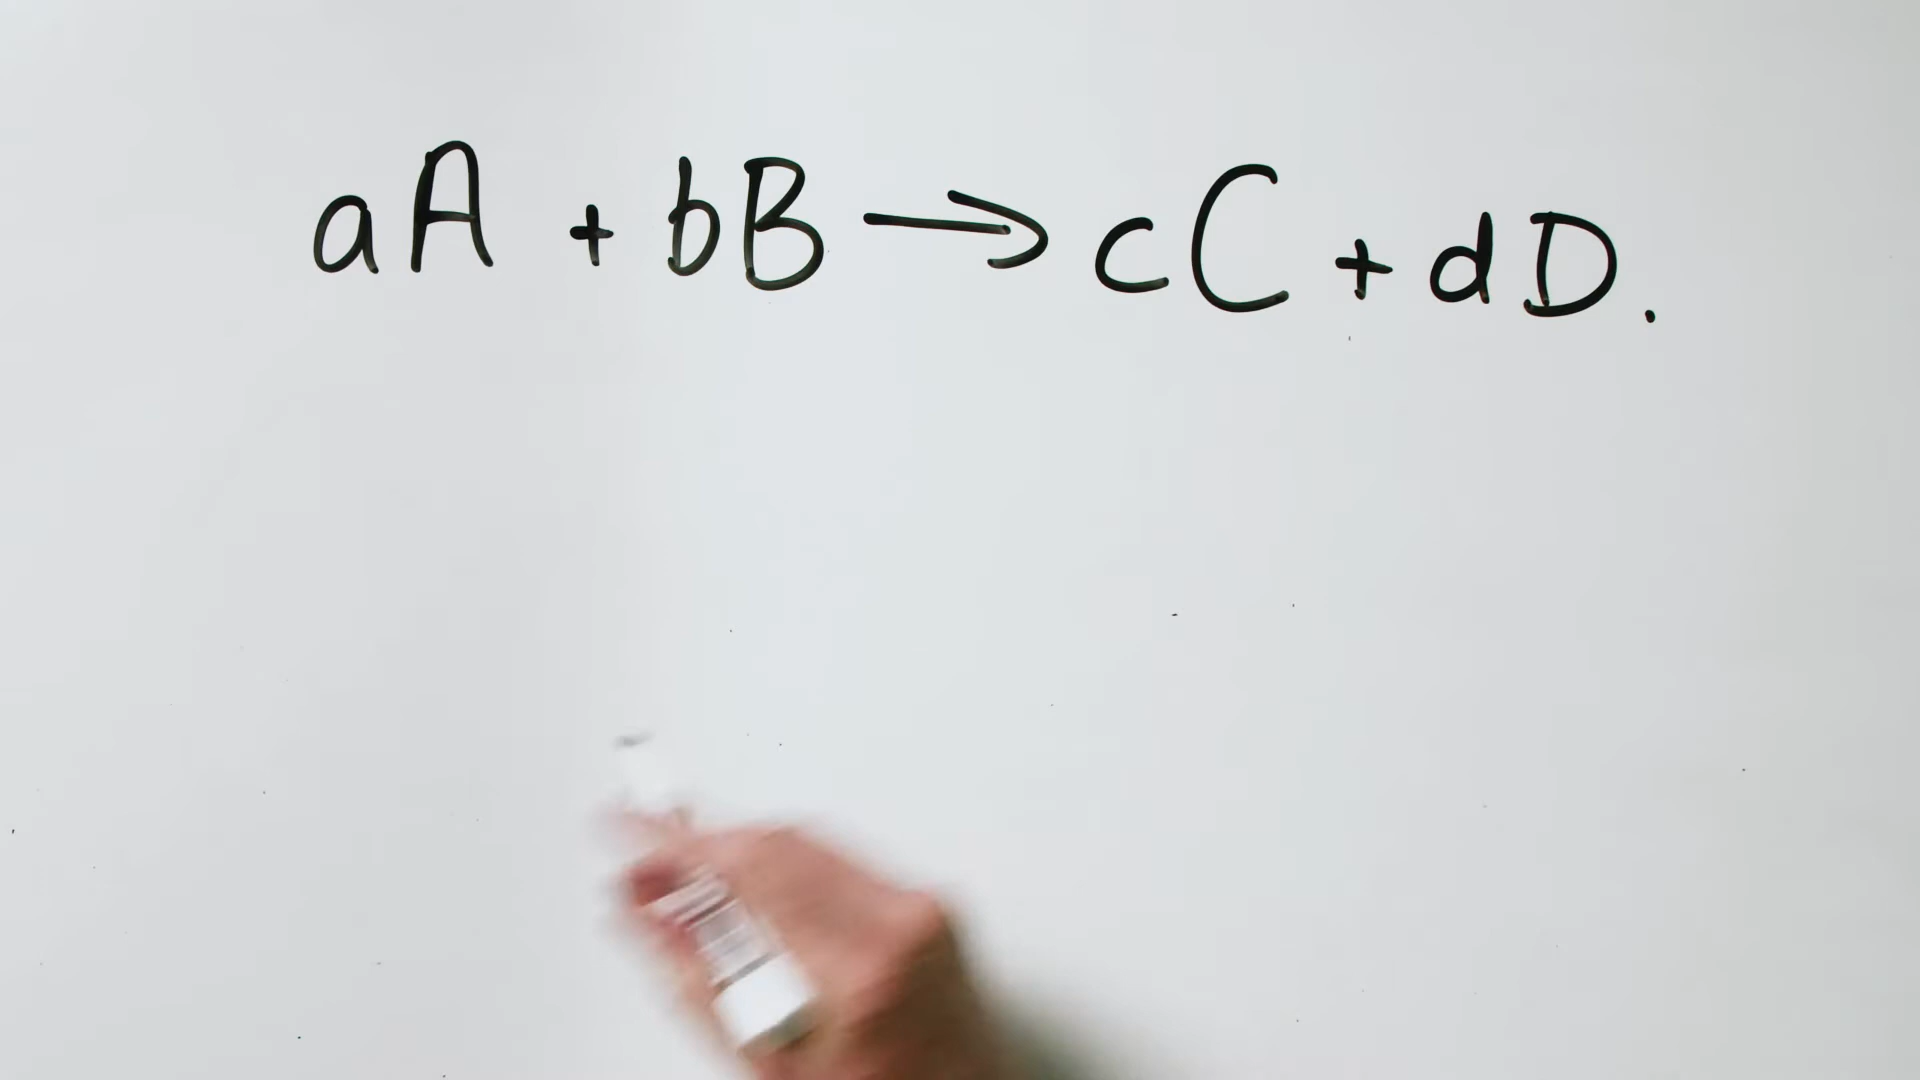 aA + bB → cC + dD.